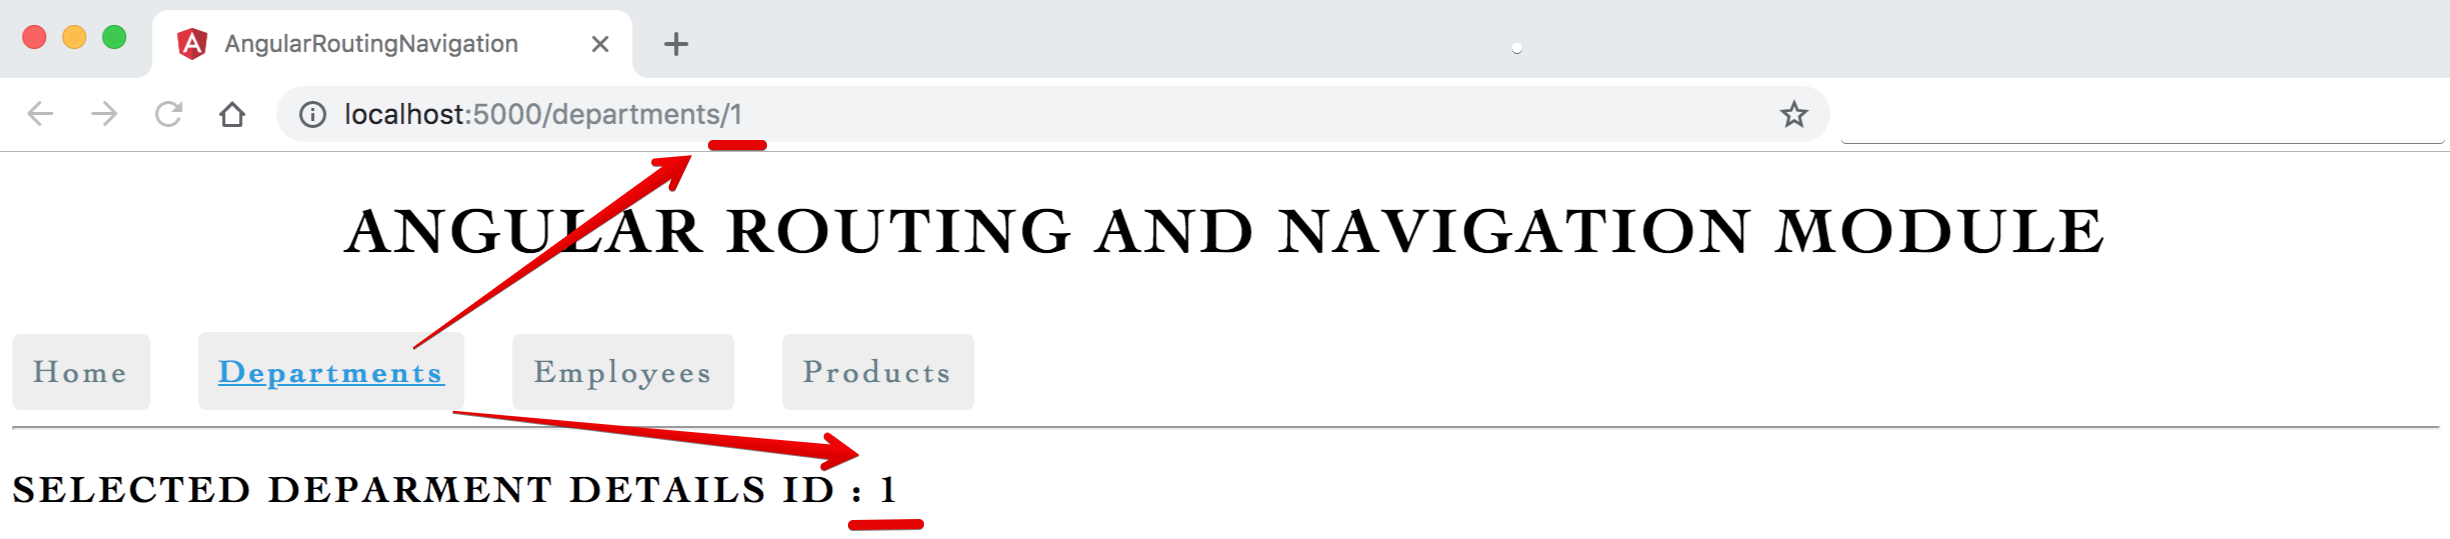 AngularRoutingNavigation
localhost:5000/departments/1
ANGULAR ROUTING AND NAVIGATION MODULE
Home Departments Employees Products
SELECTED DEPARMENT DETAILS ID : 1